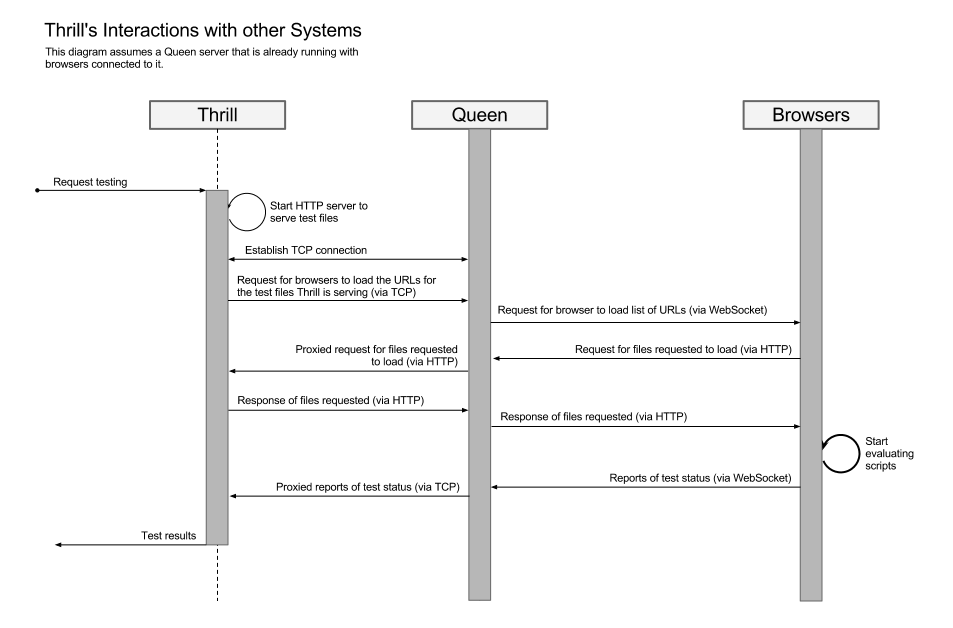 Thrill's Interactions with other Systems
This diagram assumes a Queen server that is already running with
browsers connected to it.
Thrill
Queen
Browsers
Request testing
Start HTTP server to
serve test files
Establish TCP connection
Request for browsers to load the URLs for
the test files Thrill is serving (via TCP)
Request for browser to load list of URLs (via WebSocket)
Request for files requested to load (via HTTP)
Proxied request for files requested
to load (via HTTP)
Response of files requested (via HTTP)
Response of files requested (via HTTP)
Start
evaluating
scripts
Reports of test status (via WebSocket)
Proxied reports of test status (via TCP)
Test results